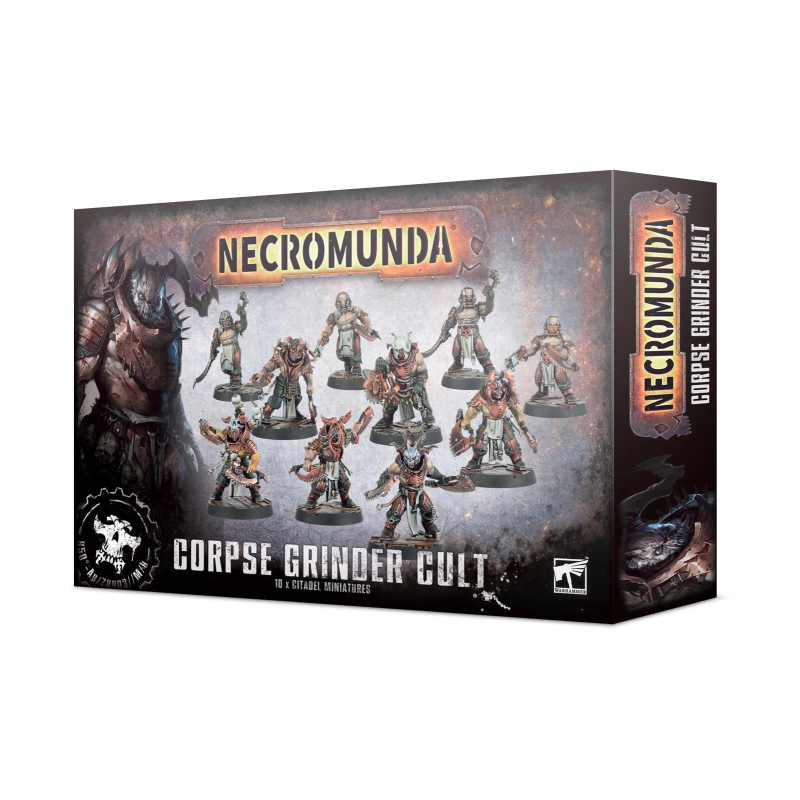 NECROMUNDA
CORPSE GRINDER CULT
10 x CITADEL MINIATURES
WARHAMMER
NECROMUNDA
CORPSE GRINDER CULT